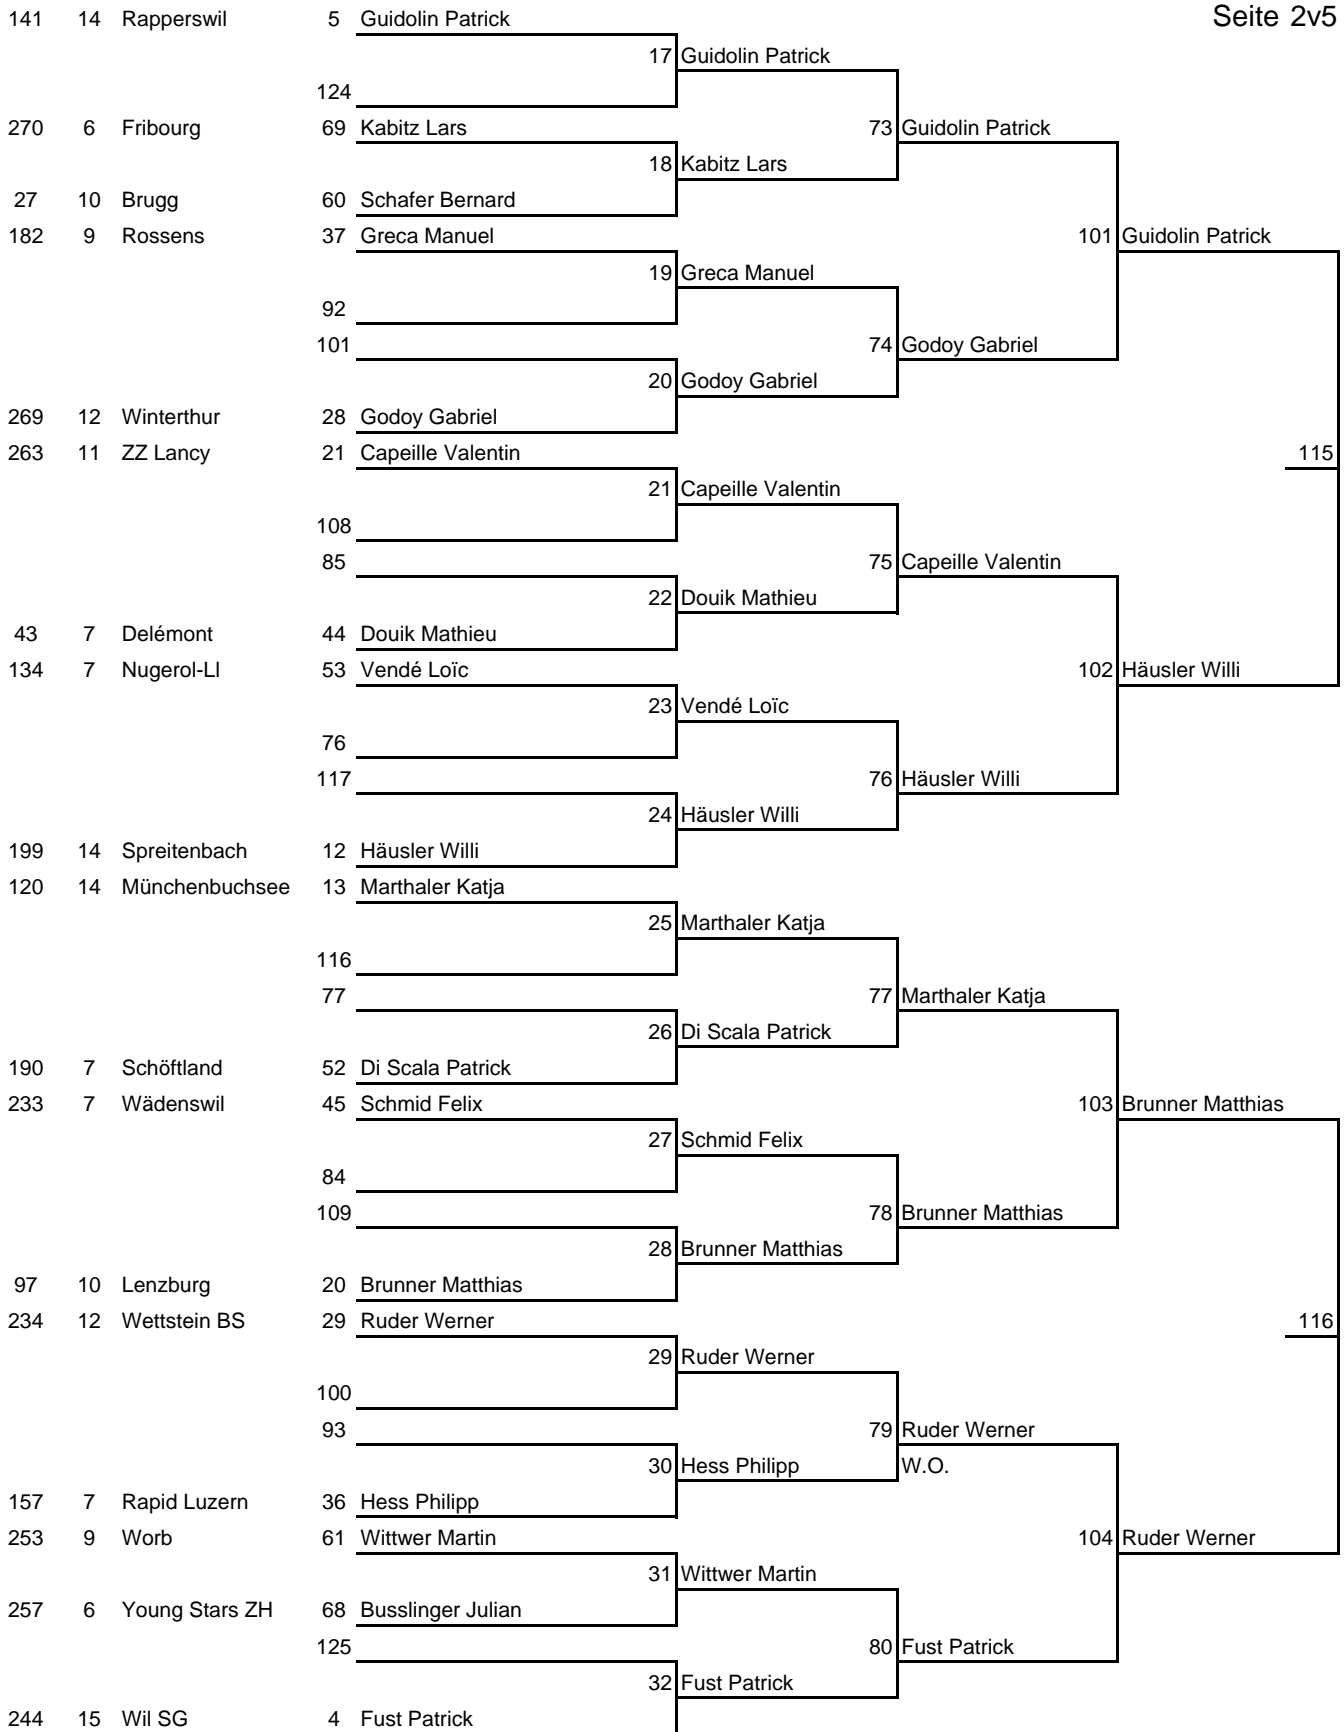 141 14 Rapperswil 5 Guidolin Patrick Seite 2v5
17 Guidolin Patrick
124
270 6 Fribourg 69 Kabitz Lars 73 Guidolin Patrick
18 Kabitz Lars
27 10 Brugg 60 Schafer Bernard
182 9 Rossens 37 Greca Manuel 101 Guidolin Patrick
19 Greca Manuel
92
101 74 Godoy Gabriel
20 Godoy Gabriel
269 12 Winterthur 28 Godoy Gabriel
263 11 ZZ Lancy 21 Capeille Valentin 115
21 Capeille Valentin
108
85 75 Capeille Valentin
22 Douik Mathieu
43 7 Delémont 44 Douik Mathieu
134 7 Nugerol-LI 53 Vendé Loïc 102 Häusler Willi
23 Vendé Loïc
76
117 76 Häusler Willi
24 Häusler Willi
199 14 Spreitenbach 12 Häusler Willi
120 14 Münchenbuchsee 13 Marthaler Katja
25 Marthaler Katja
116
77 77 Marthaler Katja
26 Di Scala Patrick
190 7 Schöftland 52 Di Scala Patrick
233 7 Wädenswil 45 Schmid Felix 103 Brunner Matthias
27 Schmid Felix
84
109 78 Brunner Matthias
28 Brunner Matthias
97 10 Lenzburg 20 Brunner Matthias
234 12 Wettstein BS 29 Ruder Werner 116
29 Ruder Werner
100
93 79 Ruder Werner
30 Hess Philipp W.O.
157 7 Rapid Luzern 36 Hess Philipp
253 9 Worb 61 Wittwer Martin 104 Ruder Werner
31 Wittwer Martin
257 6 Young Stars ZH 68 Busslinger Julian
125 80 Fust Patrick
32 Fust Patrick
244 15 Wil SG 4 Fust Patrick